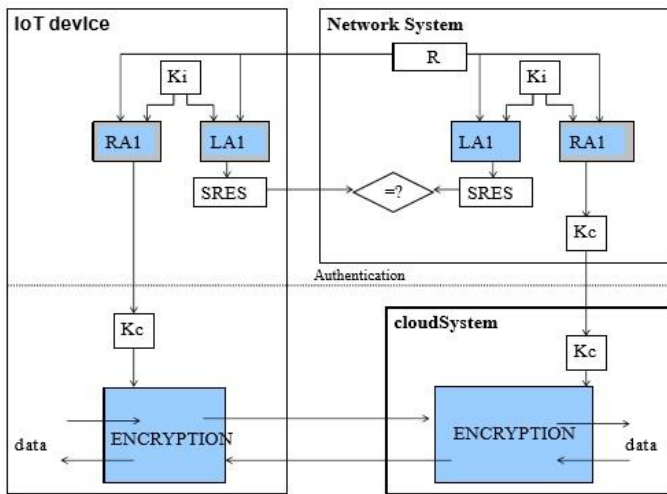 IoT device
Network System
R
Ki
Ki
RA1
LA1
LA1
RA1
SRES
=?
SRES
Kc
Authentication
Kc
cloudSystem
Kc
ENCRYPTION
ENCRYPTION
data
data